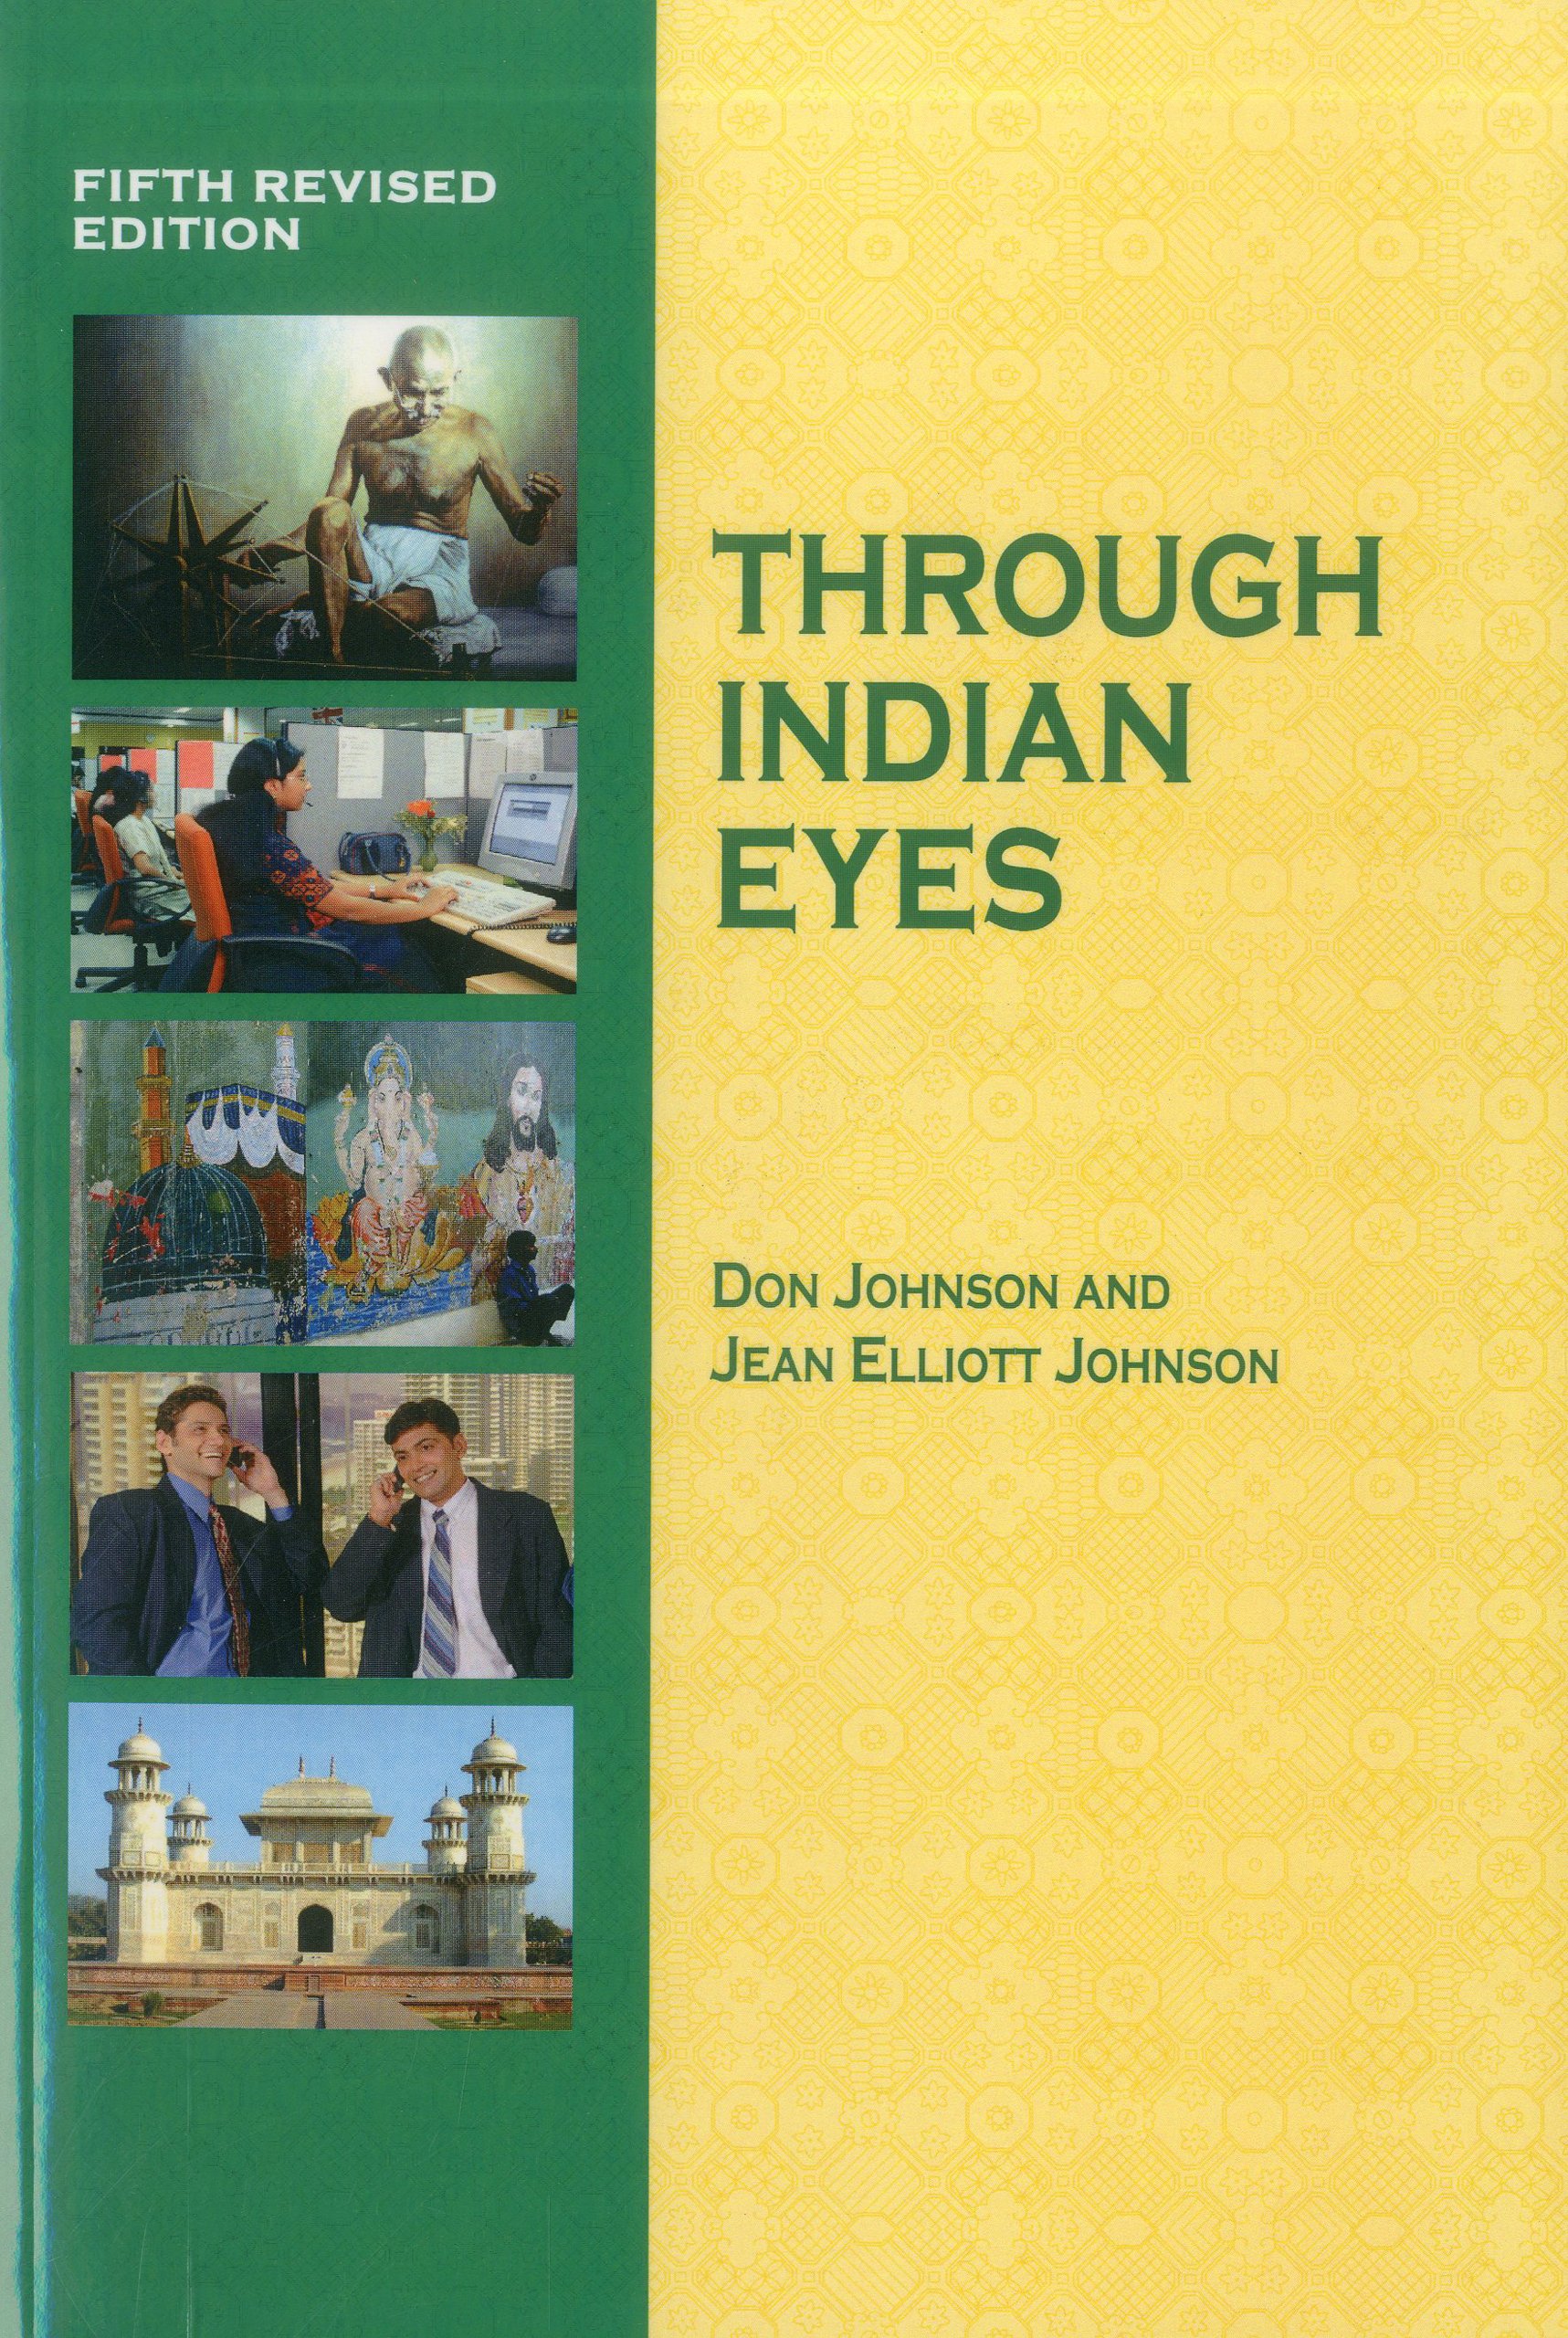 FIFTH REVISED
EDITION
THROUGH
INDIAN
EYES
DON JOHNSON AND
JEAN ELLIOTT JOHNSON